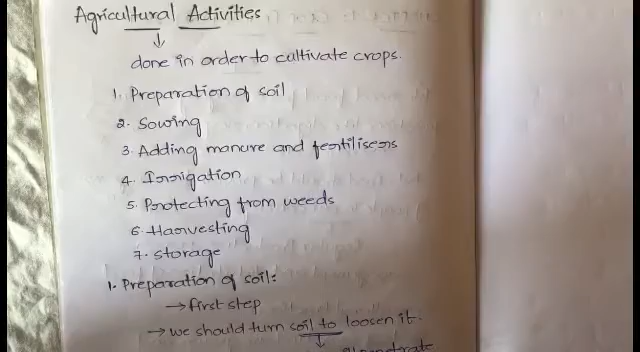 Agricultural Activities
↓
done in order to cultivate crops.
1. Preparation of soil
2. Sowing
3. Adding manure and fertilisers
4. Irrigation
5. Protecting from weeds
6. Harvesting
7. Storage
1. Preparation of soil:
→ first step
→ we should turn soil to loosen it.
↓
penetrate